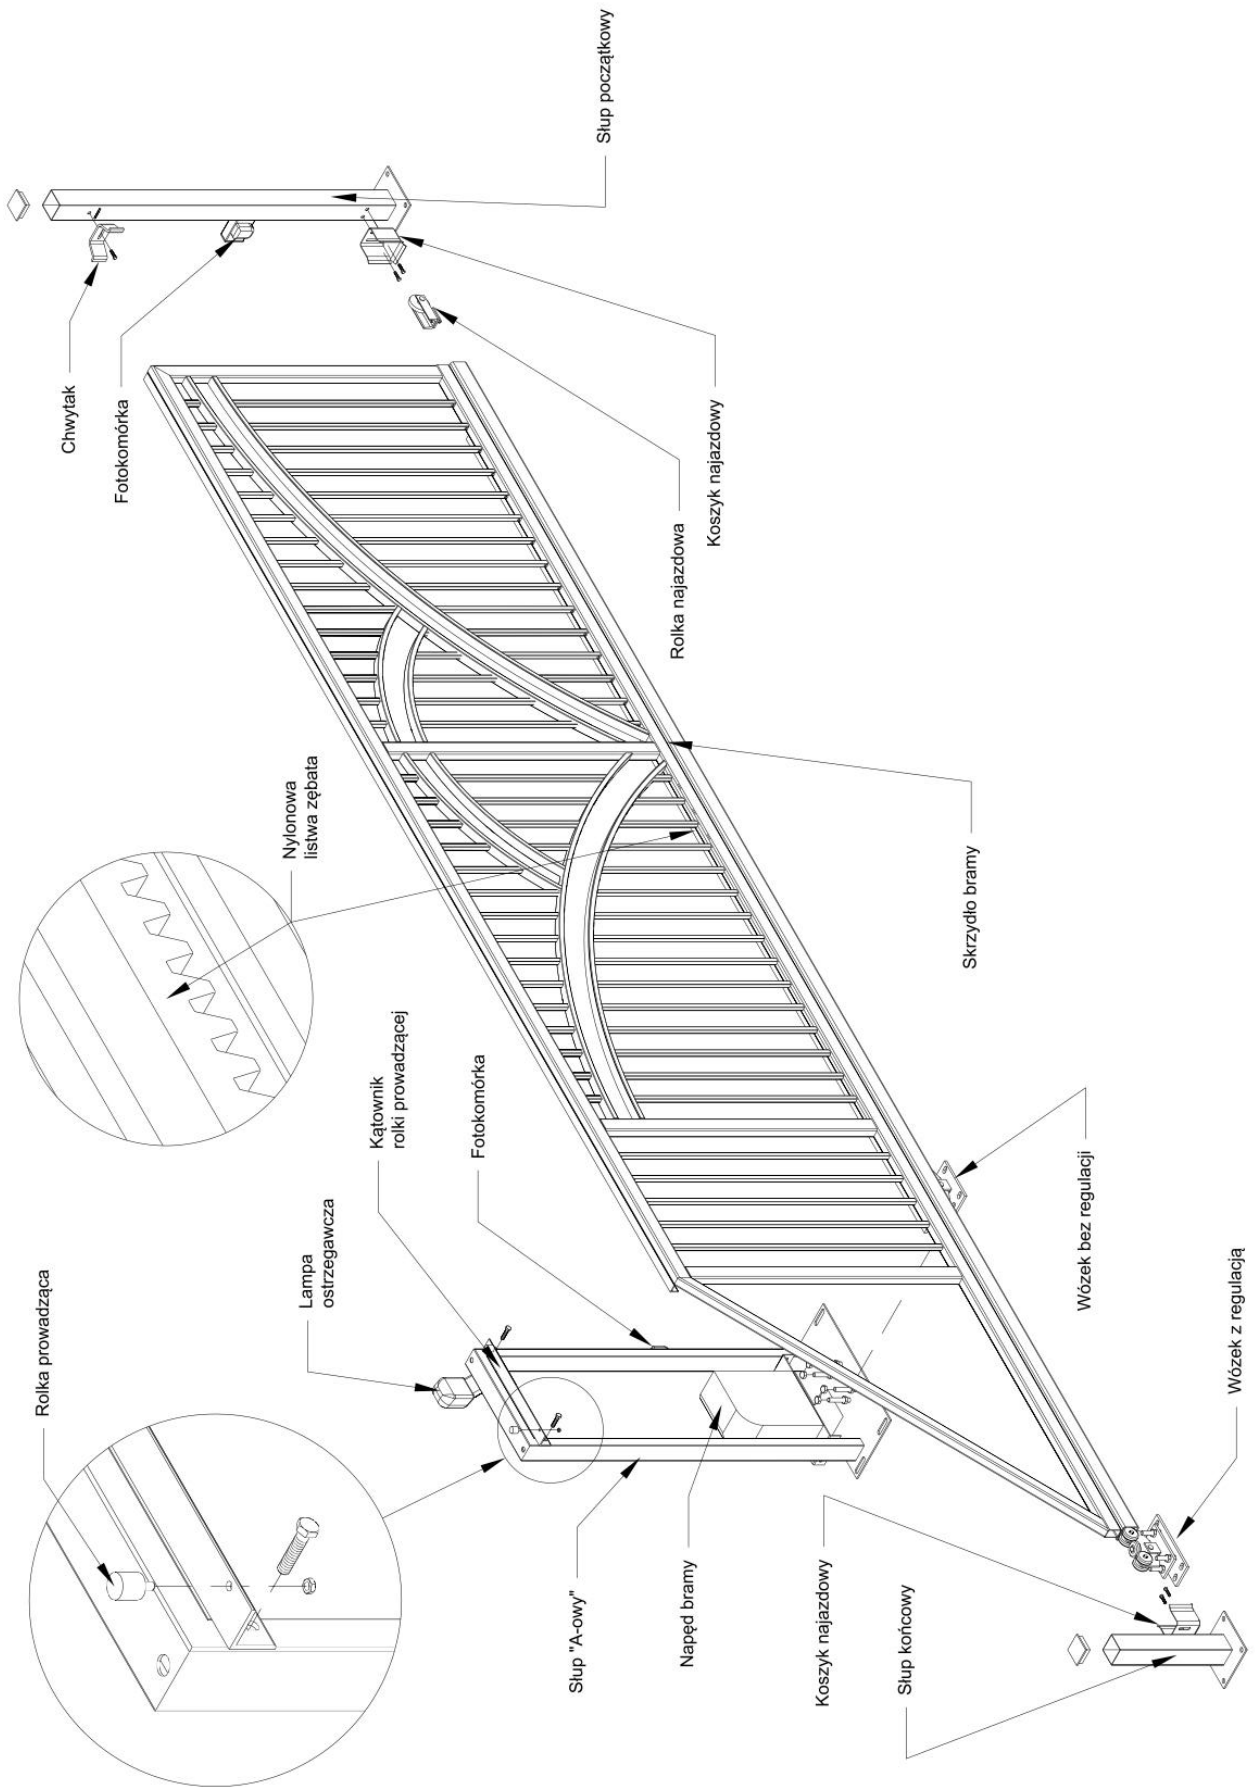 Słup początkowy
Chwytak
Fotokomórka
Koszyk najazdowy
Rolka najazdowa
Nylonowa
listwa zębata
Skrzydło bramy
Kątownik
rolki prowadzącej
Fotokomórka
Lampa
ostrzegawcza
Rolka prowadząca
Wózek bez regulacji
Wózek z regulacją
Słup "A-owy"
Napęd bramy
Koszyk najazdowy
Słup końcowy